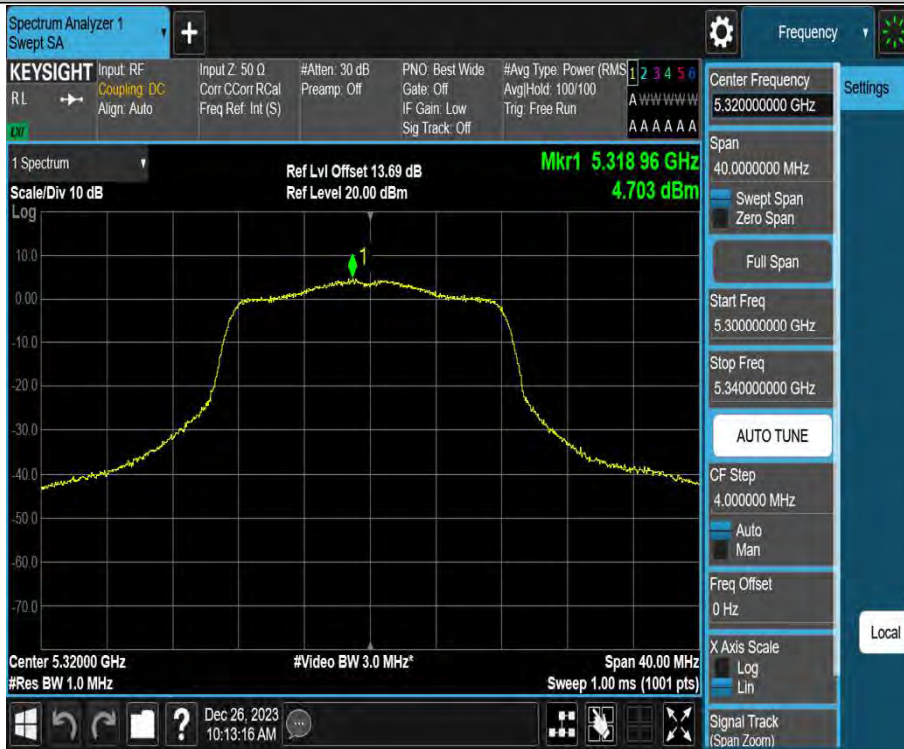 Spectrum Analyzer 1
Swept SA
+
Frequency
KEYSIGHT
RL
LXI
Input: RF
Coupling: DC
Align: Auto
Input Z: 50 Ω
Corr CCorr RCal
Freq Ref: Int (S)
#Atten: 30 dB
Preamp: Off
PNO: Best Wide
Gate: Off
IF Gain: Low
Sig Track: Off
#Avg Type: Power (RMS
Avg|Hold: 100/100
Trig: Free Run
1 2 3 4 5 6
A W W W W W
A A A A A A
1 Spectrum
Scale/Div 10 dB
Log
Ref Lvl Offset 13.69 dB
Ref Level 20.00 dBm
Mkr1 5.318 96 GHz
4.703 dBm
1
10.0
0.00
-10.0
-20.0
-30.0
-40.0
-50.0
-60.0
-70.0
Center 5.32000 GHz
#Res BW 1.0 MHz
#Video BW 3.0 MHz*
Span 40.00 MHz
Sweep 1.00 ms (1001 pts)
Center Frequency
5.320000000 GHz
Span
40.0000000 MHz
Swept Span
Zero Span
Full Span
Start Freq
5.300000000 GHz
Stop Freq
5.340000000 GHz
AUTO TUNE
CF Step
4.000000 MHz
Auto
Man
Freq Offset
0 Hz
X Axis Scale
Log
Lin
Signal Track
(Span Zoom)
Settings
Local
?
Dec 26, 2023
10:13:16 AM